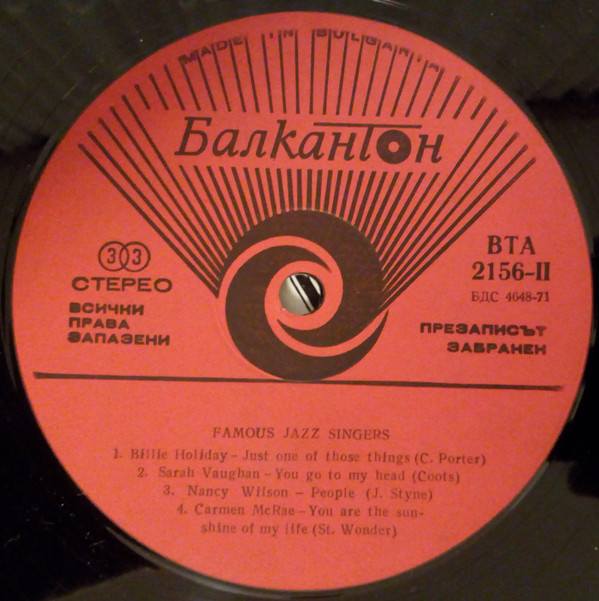 MADE IN BULGARIA
Балкантон
33
СТЕРЕО
ВСИЧКИ
ПРАВА
ЗАПАЗЕНИ
ВТА
2156-II
БДС 4648-71
ПРЕЗАПИСЪТ
ЗАБРАНЕН
FAMOUS JAZZ SINGERS
1. Billie Holiday – Just one of those things (C. Porter)
2. Sarah Vaughan – You go to my head (Coots)
3. Nancy Wilson – People (J. Styne)
4. Carmen McRae – You are the sun-
shine of my life (St. Wonder)